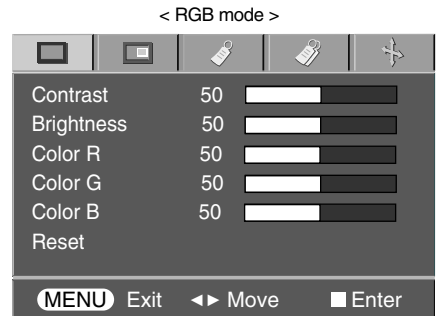 < RGB mode >
Contrast 50
Brightness 50
Color R 50
Color G 50
Color B 50
Reset
MENU Exit ◄► Move Enter